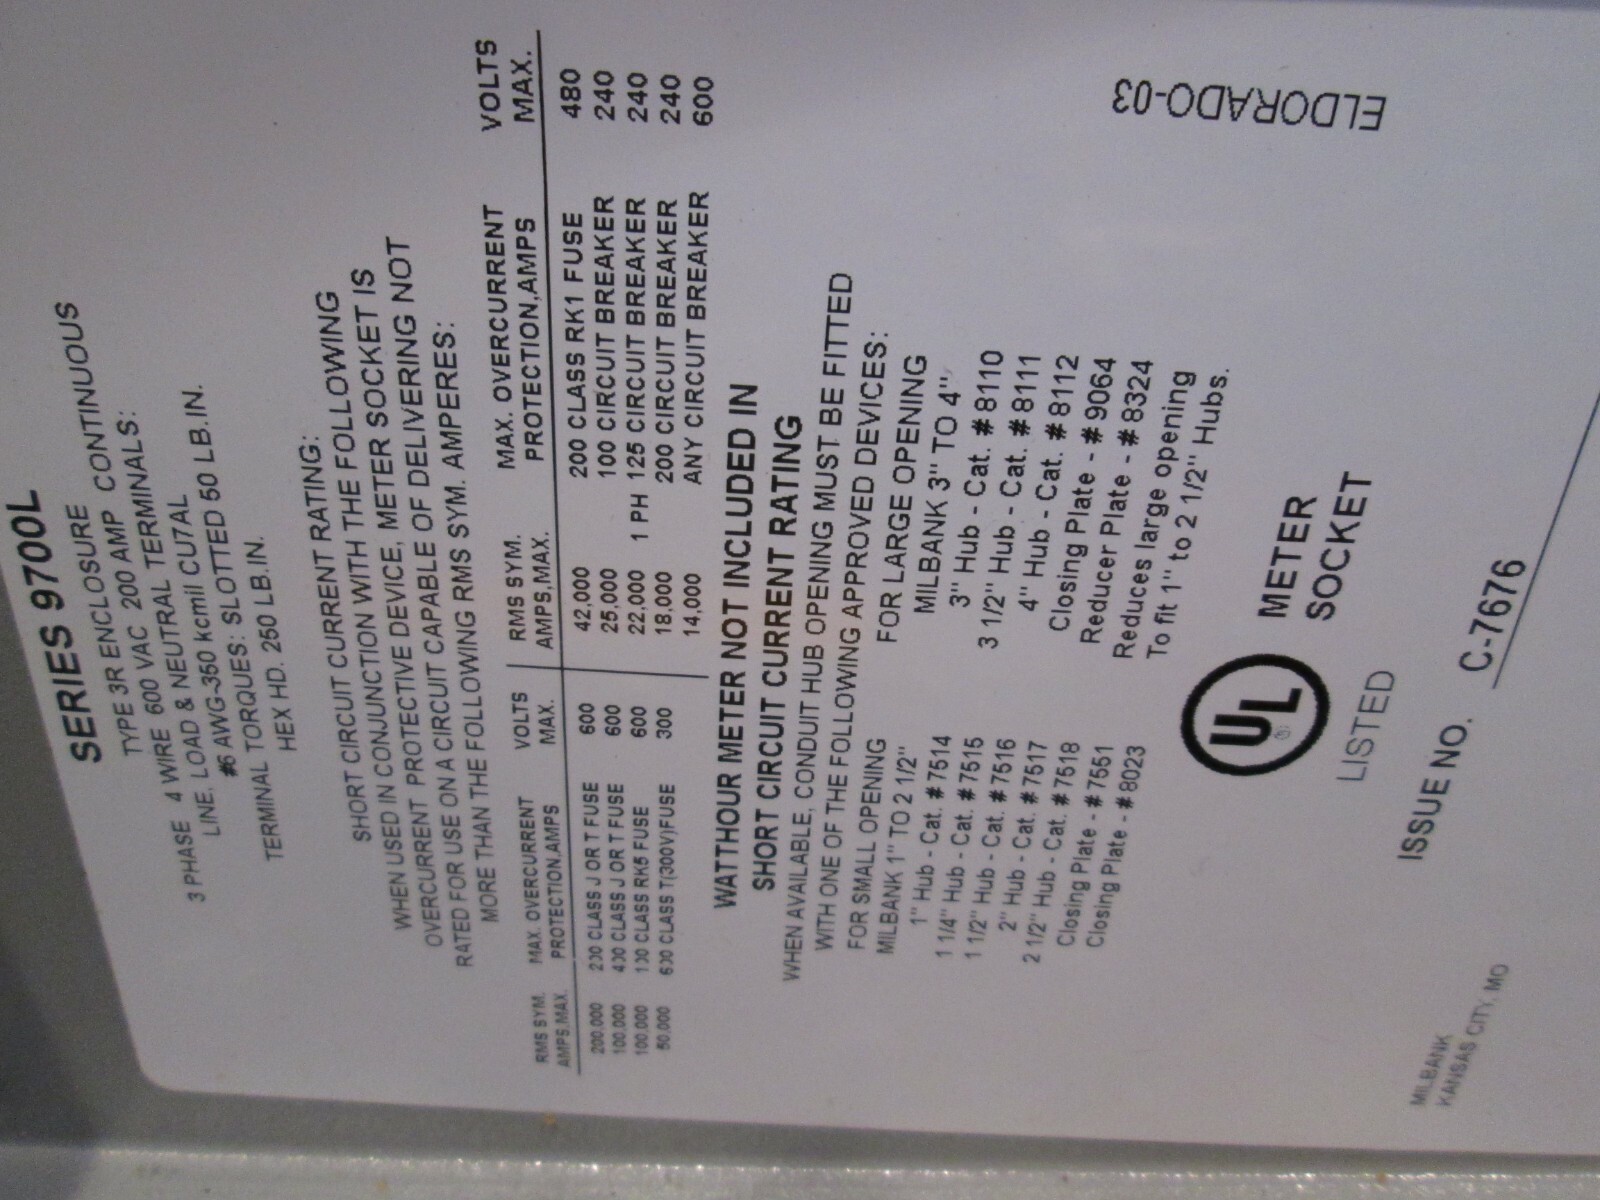 SERIES 9700L
TYPE 3R ENCLOSURE CONTINUOUS
3 PHASE 4 WIRE 600 VAC 200 AMP
LINE, LOAD & NEUTRAL TERMINALS:
#6 AWG-350 kcmil CU7AL
TERMINAL TORQUES: SLOTTED 50 LB.IN.
HEX HD. 250 LB.IN.
SHORT CIRCUIT CURRENT RATING:
WHEN USED IN CONJUNCTION WITH THE FOLLOWING
OVERCURRENT PROTECTIVE DEVICE, METER SOCKET IS
RATED FOR USE ON A CIRCUIT CAPABLE OF DELIVERING NOT
MORE THAN THE FOLLOWING RMS SYM. AMPERES:
RMS SYM. MAX. OVERCURRENT VOLTS RMS SYM. MAX. OVERCURRENT VOLTS
AMPS,MAX. PROTECTION,AMPS MAX. AMPS,MAX. PROTECTION,AMPS MAX.
200,000 200 CLASS J OR T FUSE 600 42,000 200 CLASS RK1 FUSE 480
100,000 400 CLASS J OR T FUSE 600 25,000 100 CIRCUIT BREAKER 240
100,000 100 CLASS RK5 FUSE 600 22,000 1 PH 125 CIRCUIT BREAKER 240
50,000 600 CLASS T(300V)FUSE 300 18,000 200 CIRCUIT BREAKER 240
14,000 ANY CIRCUIT BREAKER 600
WATTHOUR METER NOT INCLUDED IN
SHORT CIRCUIT CURRENT RATING
WHEN AVAILABLE, CONDUIT HUB OPENING MUST BE FITTED
WITH ONE OF THE FOLLOWING APPROVED DEVICES:
FOR SMALL OPENING FOR LARGE OPENING
MILBANK 1" TO 2 1/2" MILBANK 3" TO 4"
1" Hub - Cat. #7514 3" Hub - Cat. #8110
1 1/4" Hub - Cat. #7515 3 1/2" Hub - Cat. #8111
1 1/2" Hub - Cat. #7516 4" Hub - Cat. #8112
2" Hub - Cat. #7517 Closing Plate - #9064
2 1/2" Hub - Cat. #7518 Reducer Plate - #8324
Closing Plate - #7551 Reduces large opening
Closing Plate - #8023 To fit 1" to 2 1/2" Hubs.
UL ® METER
SOCKET
LISTED
ISSUE NO. C-7676
MILBANK
KANSAS CITY, MO
ELDORADO-03